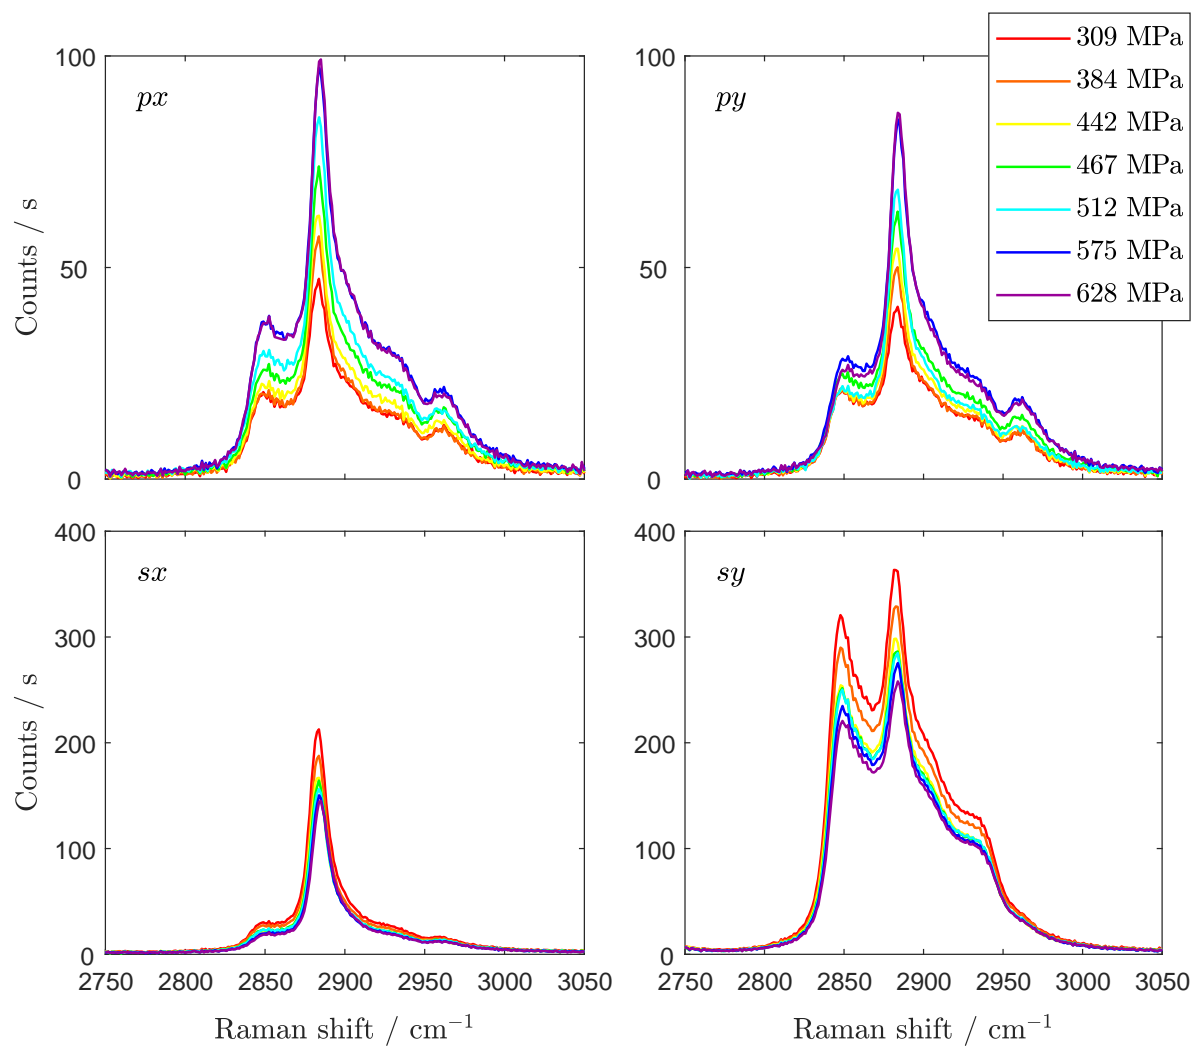 px
py
309 MPa
384 MPa
442 MPa
467 MPa
512 MPa
575 MPa
628 MPa
100
50
0
100
50
0
Counts / s
sx
sy
400
300
200
100
0
400
300
200
100
0
Counts / s
2750 2800 2850 2900 2950 3000 3050
2750 2800 2850 2900 2950 3000 3050
Raman shift / cm⁻¹
Raman shift / cm⁻¹